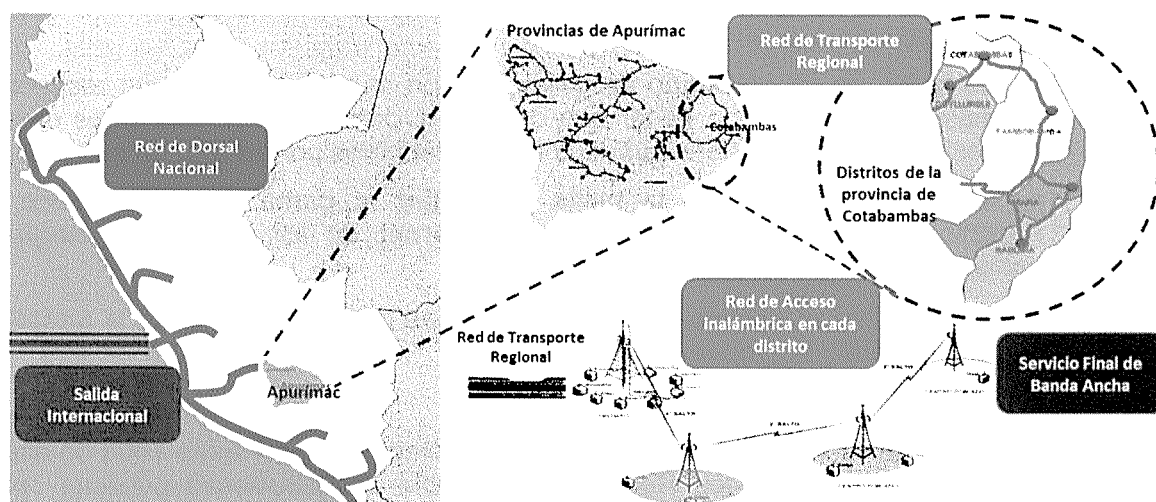 Red de Dorsal
Nacional
Salida
Internacional
Apurímac
Provincias de Apurímac
Cotabambas
Red de Transporte
Regional
Distritos de la
provincia de
Cotabambas
Red de Acceso
inalámbrica en cada
distrito
Red de Transporte
Regional
Servicio Final de
Banda Ancha